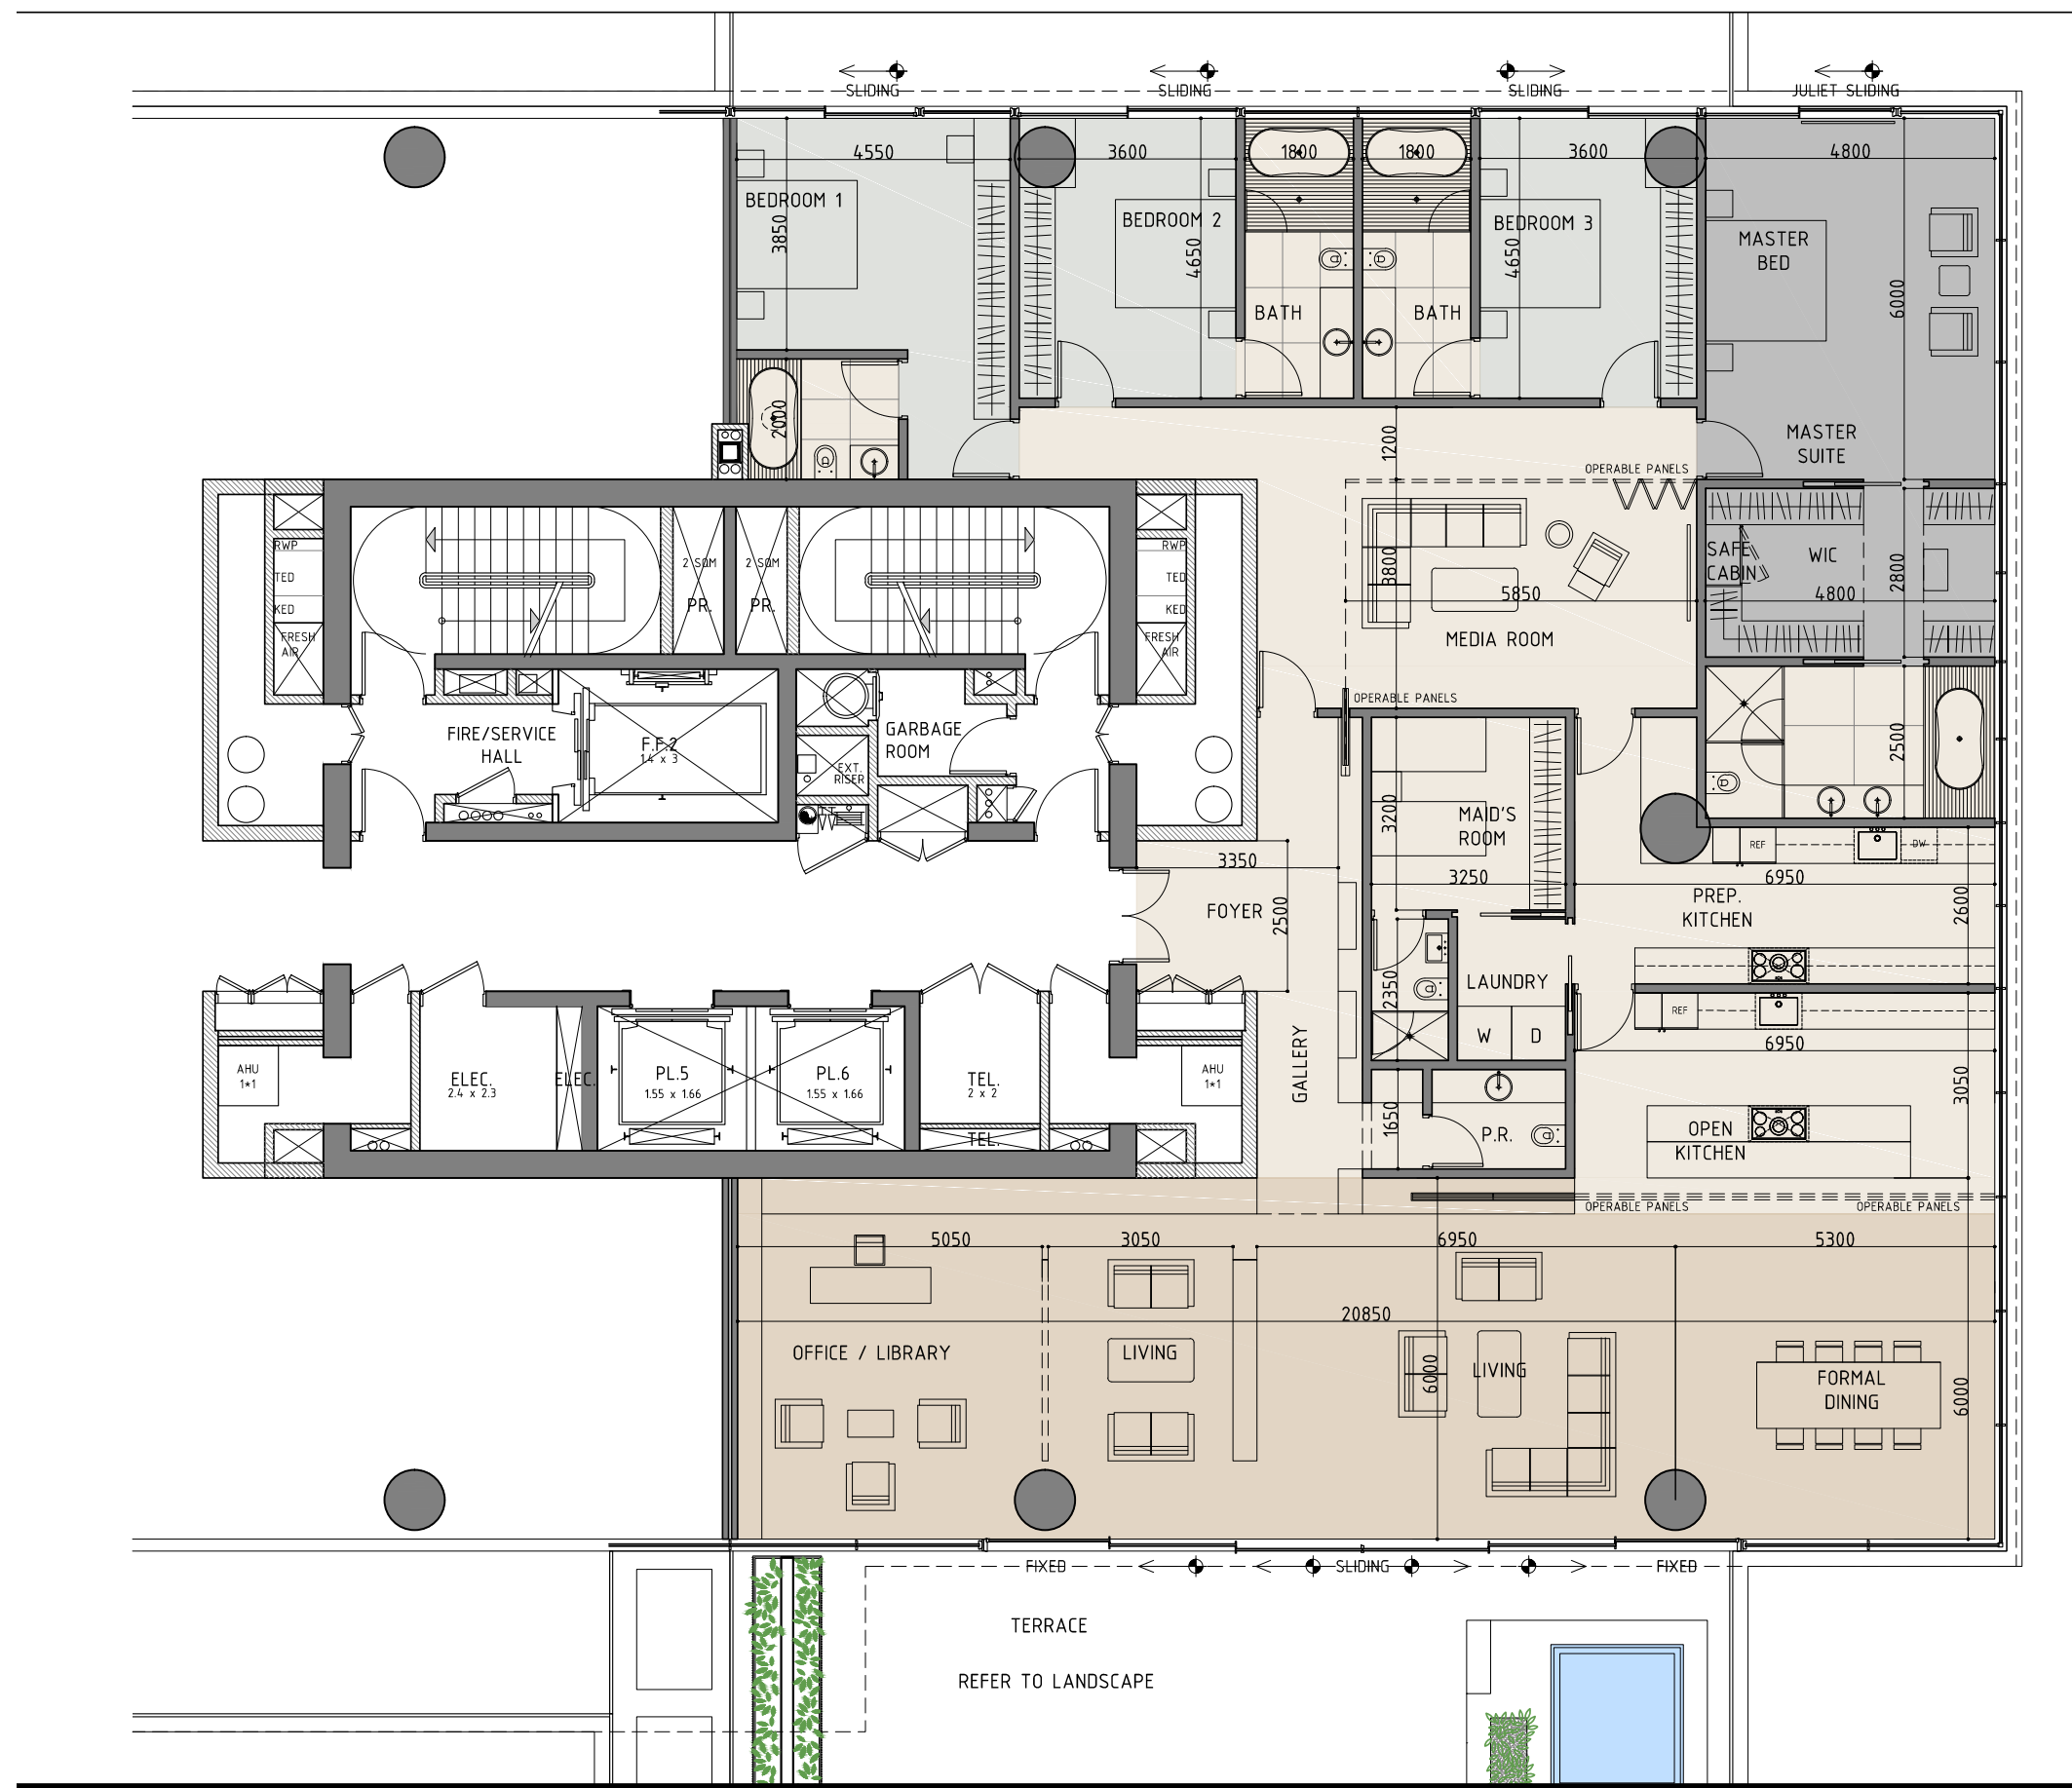 SLIDING
SLIDING
SLIDING
JULIET SLIDING
4550
3600
1800
1800
3600
4800
BEDROOM 1
3850
BEDROOM 2
4650
BEDROOM 3
4650
MASTER
BED
6000
BATH
BATH
2000
1200
MASTER
SUITE
OPERABLE PANELS
RWP
TED
KED
FRESH
AIR
2 SQM
PR.
2 SQM
PR.
RWP
TED
KED
FRESH
AIR
3800
5850
MEDIA ROOM
SAFE
CABIN
WIC
4800
2800
OPERABLE PANELS
FIRE/SERVICE
HALL
F.F.2
14 x 3
GARBAGE
ROOM
EXT.
RISER
2500
3200
MAID'S
ROOM
3250
REF
DW
6950
PREP.
KITCHEN
2600
3350
FOYER
2500
2350
LAUNDRY
W
D
REF
6950
GALLERY
3050
AHU
1*1
ELEC.
2.4 x 2.3
ELEC.
PL.5
1.55 x 1.66
PL.6
1.55 x 1.66
TEL.
2 x 2
TEL.
AHU
1*1
1650
P.R.
OPEN
KITCHEN
OPERABLE PANELS
OPERABLE PANELS
5050
3050
6950
5300
20850
OFFICE / LIBRARY
LIVING
6000
LIVING
FORMAL
DINING
6000
FIXED
SLIDING
FIXED
TERRACE
REFER TO LANDSCAPE